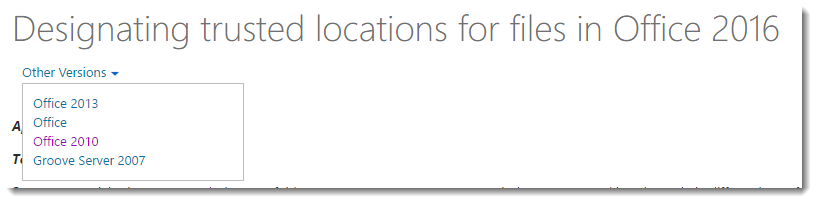 Designating trusted locations for files in Office 2016
Other Versions
Office 2013
Office
Office 2010
Groove Server 2007